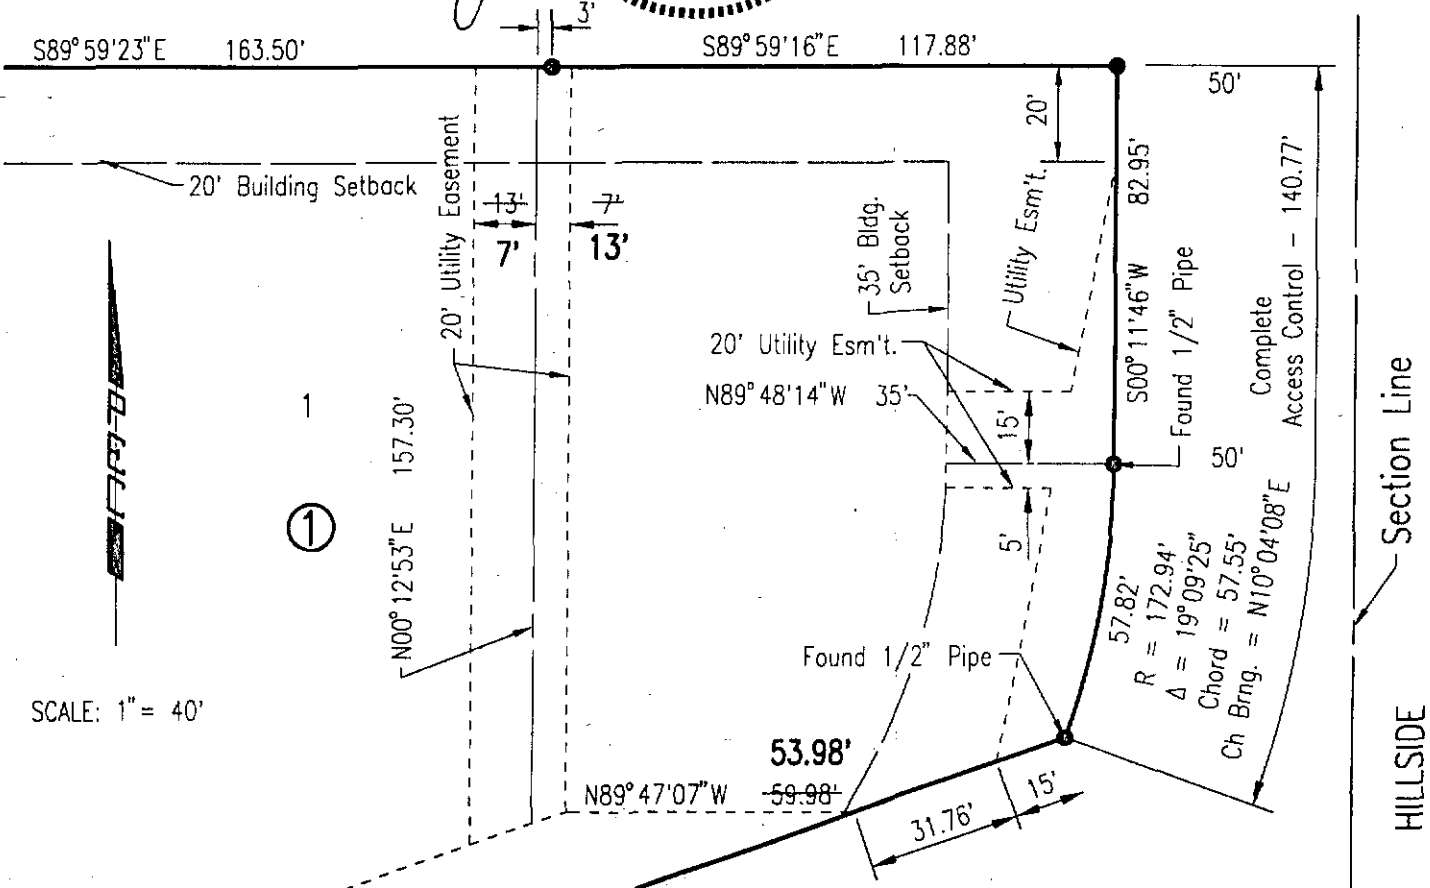 3'
S89°59'23"E 163.50'
S89°59'16"E 117.88'
50'
20'
20' Building Setback
20' Utility Easement
13'
7'
7'
13'
35' Bldg.
Setback
Utility Esm't.
82.95'
S00°11'46"W
Found 1/2" Pipe
Complete
Access Control - 140.77'
20' Utility Esm't.
N89°48'14"W 35'
15'
50'
5'
1
1
N00°12'53"E 157.30'
Section Line
57.82'
R = 172.94'
Δ = 19°09'25"
Chord = 57.55'
Ch Brng. = N10°04'08"E
Found 1/2" Pipe
SCALE: 1" = 40'
53.98'
N89°47'07"W 59.98'
31.76'
15'
HILLSIDE